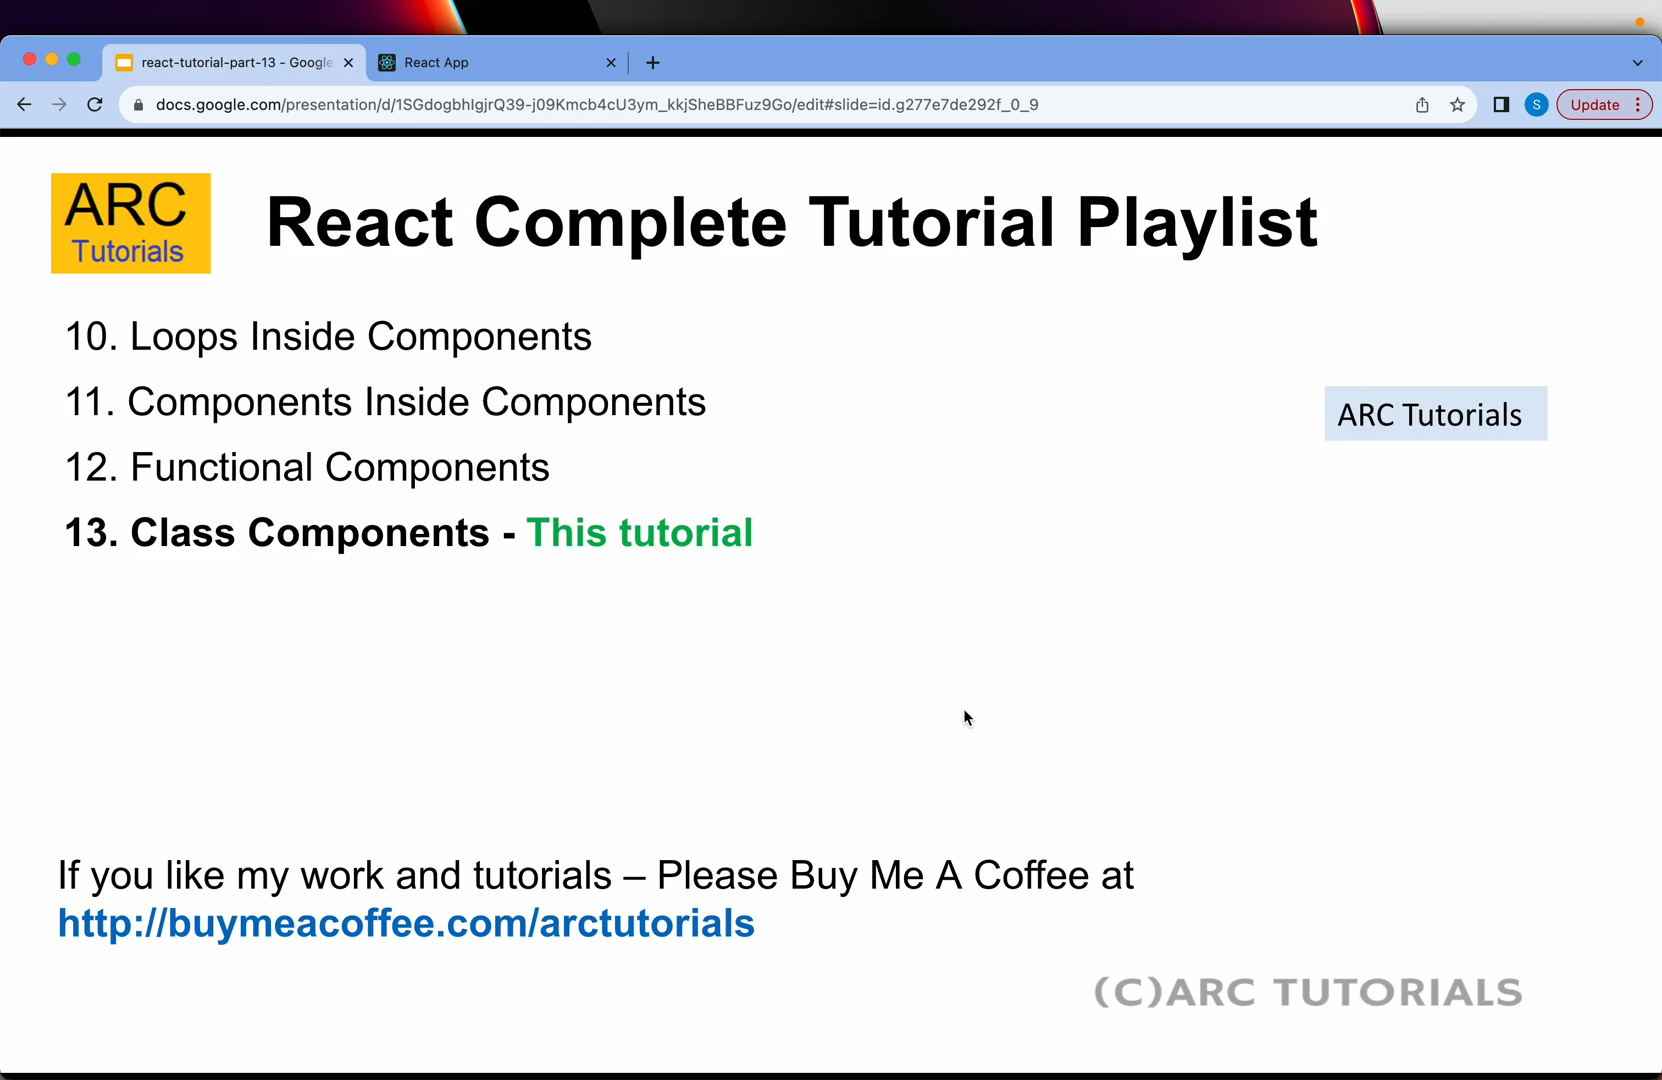 react-tutorial-part-13 - Google
React App
docs.google.com/presentation/d/1SGdogbhlgjrQ39-j09Kmcb4cU3ym_kkjSheBBFuz9Go/edit#slide=id.g277e7de292f_0_9
S
Update
ARC
Tutorials
React Complete Tutorial Playlist
10. Loops Inside Components
11. Components Inside Components
12. Functional Components
13. Class Components - This tutorial
ARC Tutorials
If you like my work and tutorials – Please Buy Me A Coffee at
http://buymeacoffee.com/arctutorials
(C)ARC TUTORIALS